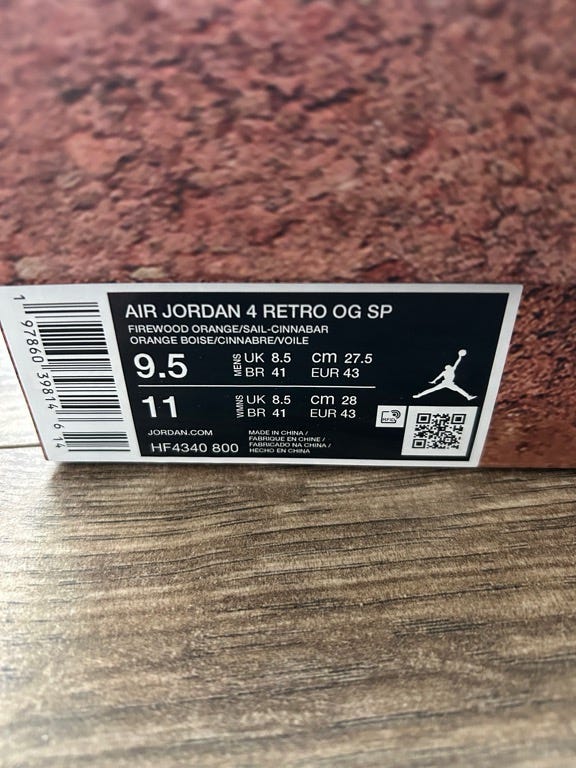 AIR JORDAN 4 RETRO OG SP
FIREWOOD ORANGE/SAIL-CINNABAR
ORANGE BOISE/CINNABRE/VOILE
9.5 MENS UK 8.5 cm 27.5
BR 41 EUR 43
11 WMNS UK 8.5 cm 28
BR 41 EUR 43
JORDAN.COM
HF4340 800
MADE IN CHINA /
FABRIQUE EN CHINE /
FABRICADO NA CHINA /
HECHO EN CHINA
RFID
1 97860 39814 6 14